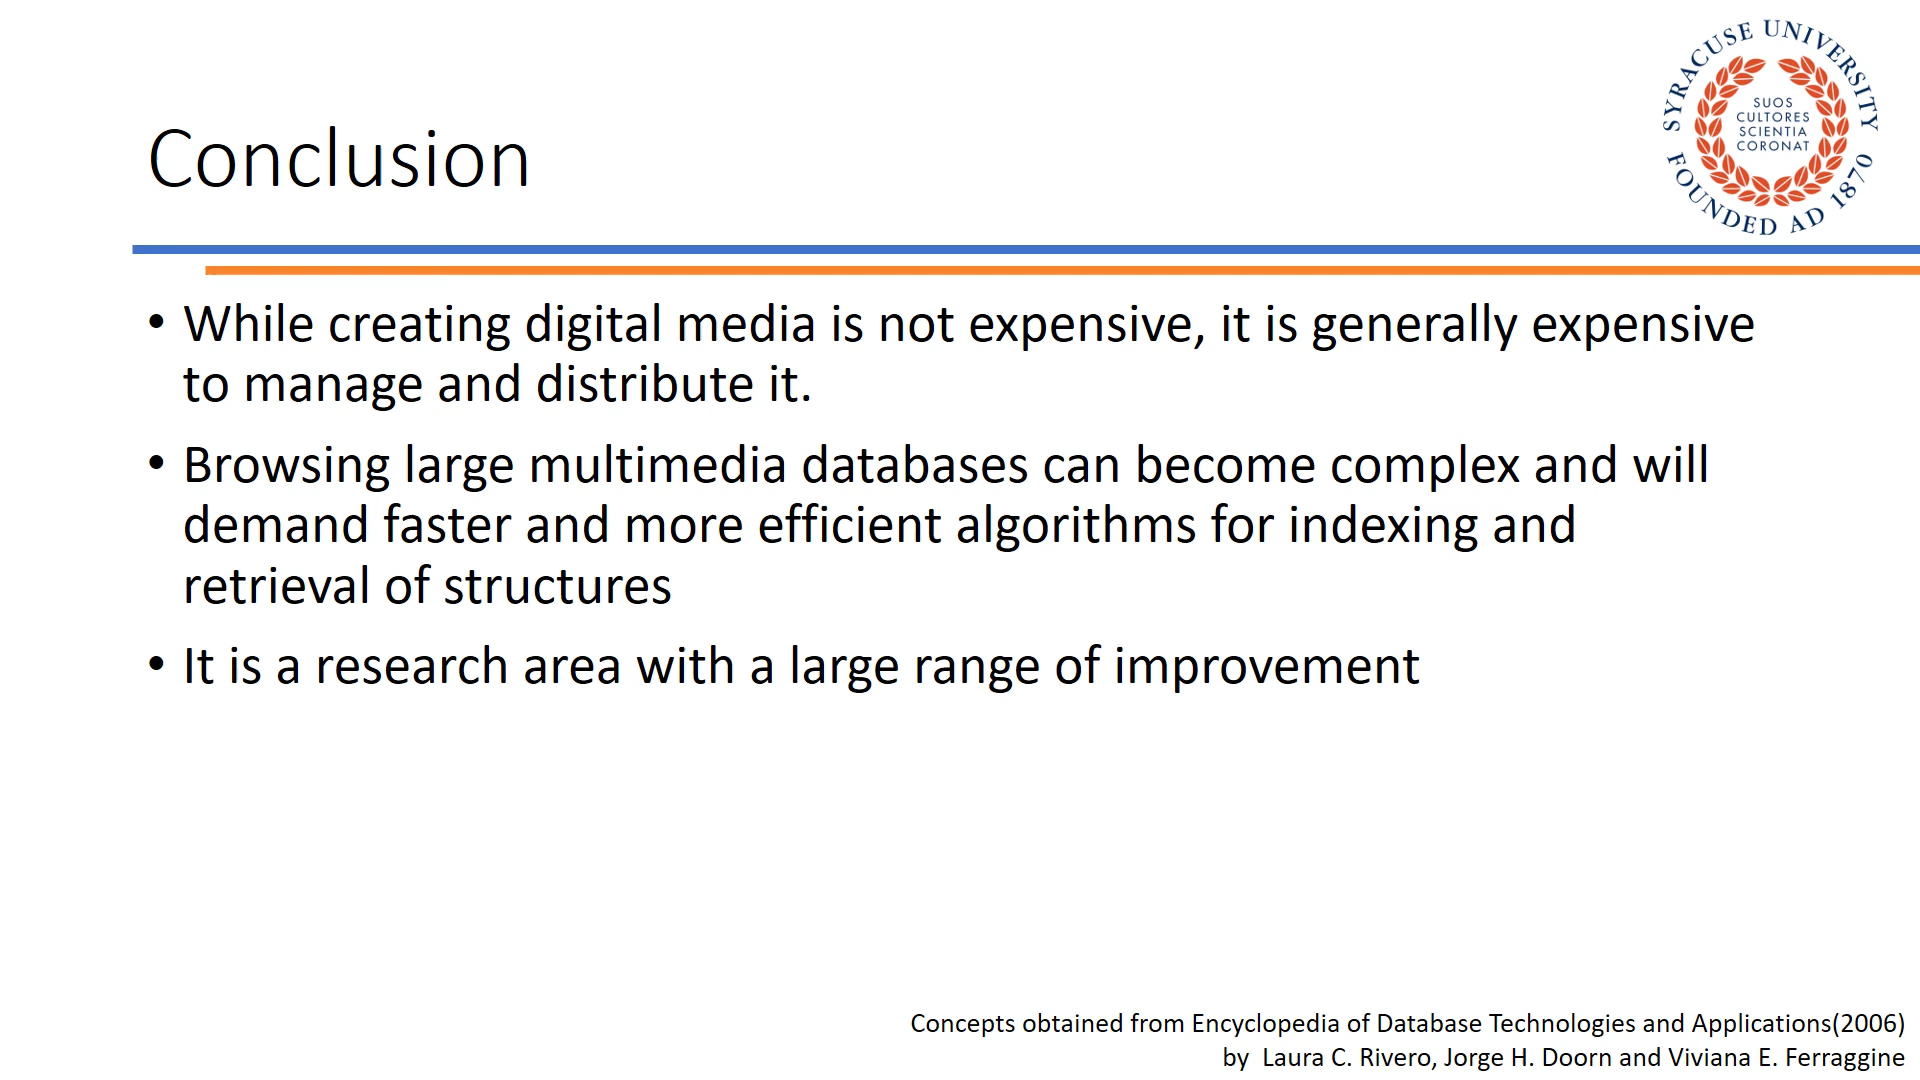 SYRACUSE UNIVERSITY
SUOS
CULTORES
SCIENTIA
CORONAT
FOUNDED AD 1870
Conclusion
• While creating digital media is not expensive, it is generally expensive
to manage and distribute it.
• Browsing large multimedia databases can become complex and will
demand faster and more efficient algorithms for indexing and
retrieval of structures
• It is a research area with a large range of improvement
Concepts obtained from Encyclopedia of Database Technologies and Applications(2006)
by  Laura C. Rivero, Jorge H. Doorn and Viviana E. Ferraggine